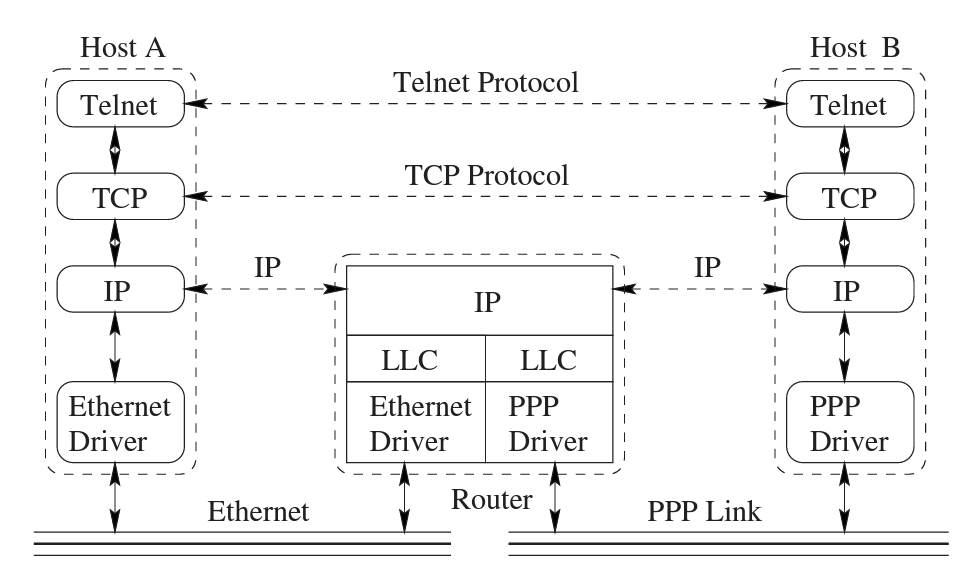 Host A
Host B
Telnet Protocol
Telnet
Telnet
TCP Protocol
TCP
TCP
IP
IP
IP
IP
IP
LLC
LLC
Ethernet
Driver
Ethernet
Driver
PPP
Driver
PPP
Driver
Router
Ethernet
PPP Link